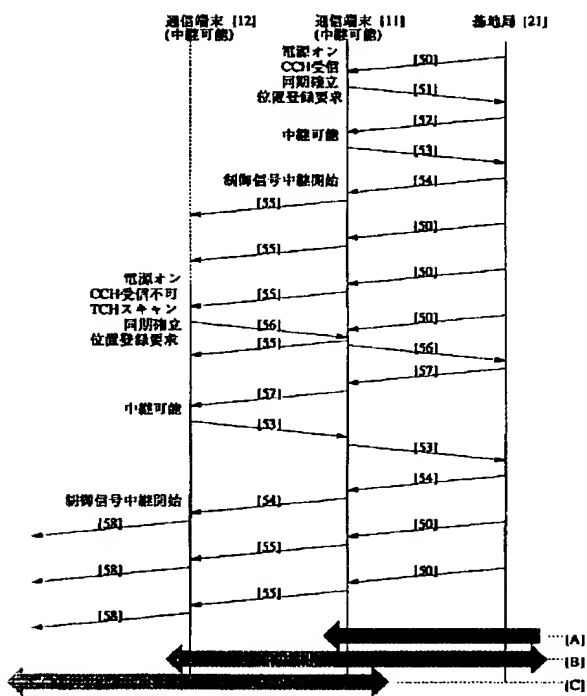 通信端末 [12] 通信端末 [11] 基地局 [21]
(中継可能) (中継可能)
電源オン
CCH受信
同期確立
位置登録要求
[50]
[51]
[52]
中継可能
[53]
制御信号中継開始
[54]
[55]
[50]
[55]
電源オン
CCH受信不可
TCHスキャン
同期確立
位置登録要求
[50]
[55]
[50]
[56]
[55]
[56]
[57]
[57]
中継可能
[53]
[53]
[54]
制御信号中継開始
[54]
[58]
[50]
[55]
[58]
[50]
[55]
[58]
[A]
[B]
[C]